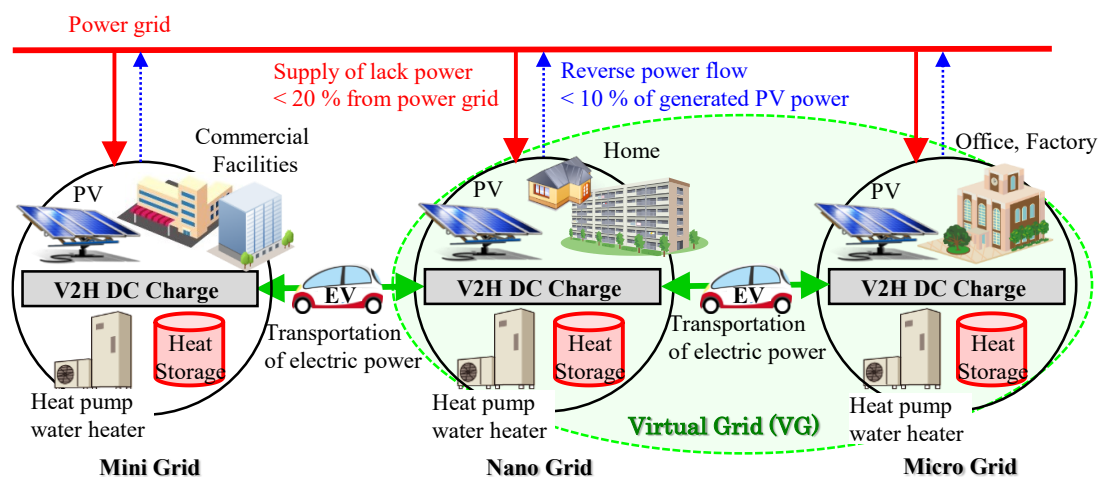 Power grid
Supply of lack power
< 20 % from power grid
Reverse power flow
< 10 % of generated PV power
Commercial
Facilities
PV
V2H DC Charge
Heat pump
water heater
Heat
Storage
Mini Grid
EV
Transportation
of electric power
Home
PV
V2H DC Charge
Heat pump
water heater
Heat
Storage
Nano Grid
EV
Transportation
of electric power
Office, Factory
PV
V2H DC Charge
Heat pump
water heater
Heat
Storage
Micro Grid
Virtual Grid (VG)